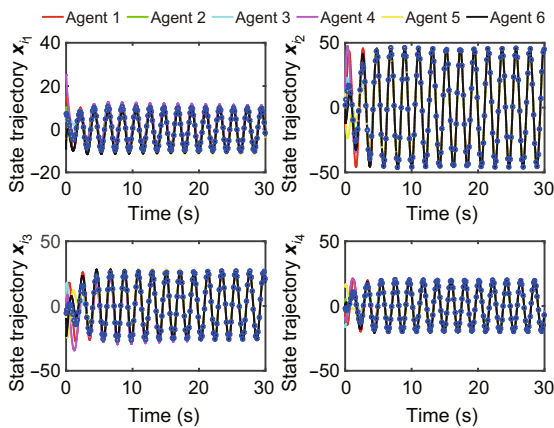 Agent 1 Agent 2 Agent 3 Agent 4 Agent 5 Agent 6
State trajectory x_{i1}
40
20
0
−20
0 10 20 30
Time (s)
State trajectory x_{i2}
50
0
−50
0 10 20 30
Time (s)
State trajectory x_{i3}
50
0
−50
0 10 20 30
Time (s)
State trajectory x_{i4}
50
0
−50
0 10 20 30
Time (s)